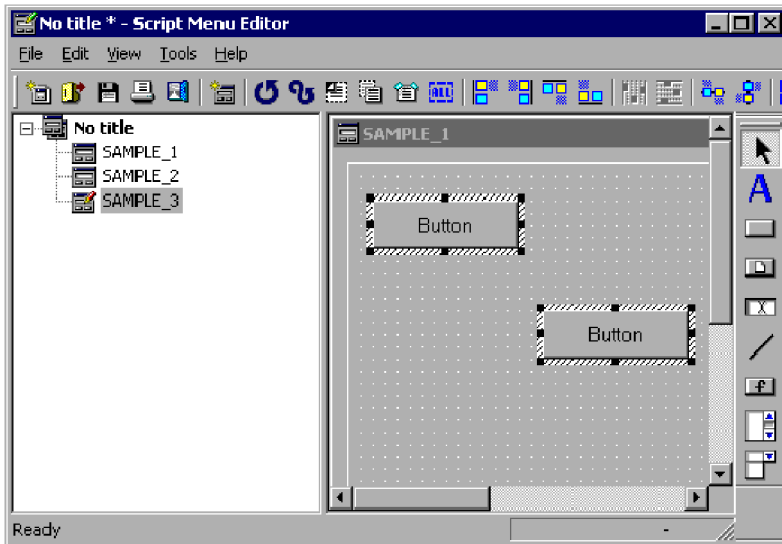 No title * - Script Menu Editor
File Edit View Tools Help
ALL
No title
SAMPLE_1
SAMPLE_2
SAMPLE_3
SAMPLE_1
Button
Button
A
X
f
Ready
-